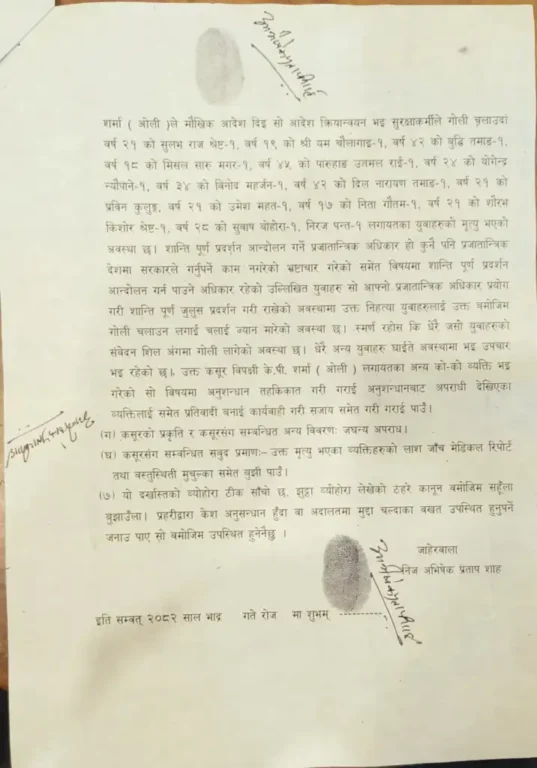 शर्मा ( ओली )ले मौखिक आदेश दिइ सो आदेश क्रियान्वयन भइ सुरक्षाकर्मीले गोली चलाउदा
वर्ष २१ को सुलभ राज श्रेष्ठ-१, वर्ष १९ को श्री यम चौलागाइ-१, वर्ष ४२ को बुद्धि तमाङ-१,
वर्ष १८ को मिसल सारु मगर-१, वर्ष ४५ को पारुहाड उतमल राई-१, वर्ष २४ को योगेन्द्र
न्यौपाने-१, वर्ष ३४ को बिनोद महर्जन-१, वर्ष ४२ को दिल नारायण तमाङ-१, वर्ष २१ को
प्रविन कुलुङ्ग, वर्ष २१ को उमेश महत-१, वर्ष १७ को निता गौतम-१, वर्ष २१ को शौरभ
किशोर श्रेष्ट-१, वर्ष २८ को सुवाष बोहोरा-१, निरज पन्त-१ लगायतका युवाहरुको मृत्यु भएको
अवस्था छ। शान्ति पूर्ण प्रदर्शन आन्दोलन गर्ने प्रजातान्त्रिक अधिकार हो कुनै पनि प्रजातान्त्रिक
देशमा सरकारले गर्नुपर्ने काम नगरेको भ्रष्टाचार गरेको समेत विषयमा शान्ति पूर्ण प्रदर्शन
आन्दोलन गर्न पाउने अधिकार रहेको उल्लिखित युवाहरु सो आफ्नो प्रजातान्त्रिक अधिकार प्रयोग
गरी शान्ति पूर्ण जुलुस प्रदर्शन गरी राखेको अवस्थामा उक्त निहत्या युवाहरुलाई उक्त बमोजिम
गोली चलाउन लगाई चलाई ज्यान मारेको अवस्था छ। स्मर्ण रहोस कि धेरै जसो युवाहरुको
संवेदन शिल अंगमा गोली लागेको अवस्था छ। धेरै अन्य युवाहरु घाईते अवस्थामा भइ उपचार
भइ रहेको छ। उक्त कसूर विपक्षी के.पी. शर्मा ( ओली ) लगायतका अन्य को-को व्यक्ति भइ
गरेको सो विषयमा अनुशन्धान तहकिकात गरी गराई अनुशन्धानबाट अपराधी देखिएका
व्यक्तिलाई समेत प्रतिवादी बनाई कार्यवाही गरी सजाय समेत गरी गराई पाउँ।
(ग) कसूरको प्रकृति र कसूरसंग सम्बन्धित अन्य विवरणः जघन्य अपराध।
(घ) कसूरसंग सम्बन्धित सवुद प्रमाणः- उक्त मृत्यु भएका व्यक्तिहरुको लाश जाँच मेडिकल रिपोर्ट
तथा वस्तुस्थिती मुचुल्का समेत बुझी पाउँ।
(७) यो दर्खास्तको व्योहोरा ठीक साँचो छ, झुट्ठा व्योहोरा लेखेको ठहरे कानून बमोजिम सहुँला
बुझाउँला। प्रहरीद्वारा केश अनुसन्धान हुँदा वा अदालतमा मुद्दा चल्दाका वखत उपस्थित हुनुपर्ने
जनाउ पाए सो बमोजिम उपस्थित हुनेनेछु ।
जाहेरवाला
अभिषेक प्रताप शाह
इति सम्वत् २०८२ साल भाद्र गते रोज मा शुभम् ----------